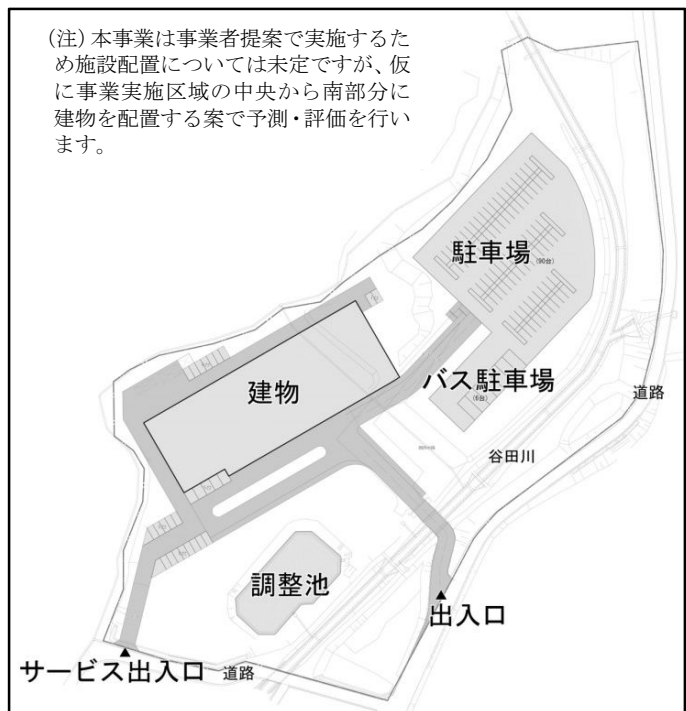 (注) 本事業は事業者提案で実施するた
め施設配置については未定ですが、仮
に事業実施区域の中央から南部分に
建物を配置する案で予測・評価を行い
ます。
駐車場
(90台)
建物
バス駐車場
(6台)
道路
谷田川
調整池
出入口
サービス出入口
道路